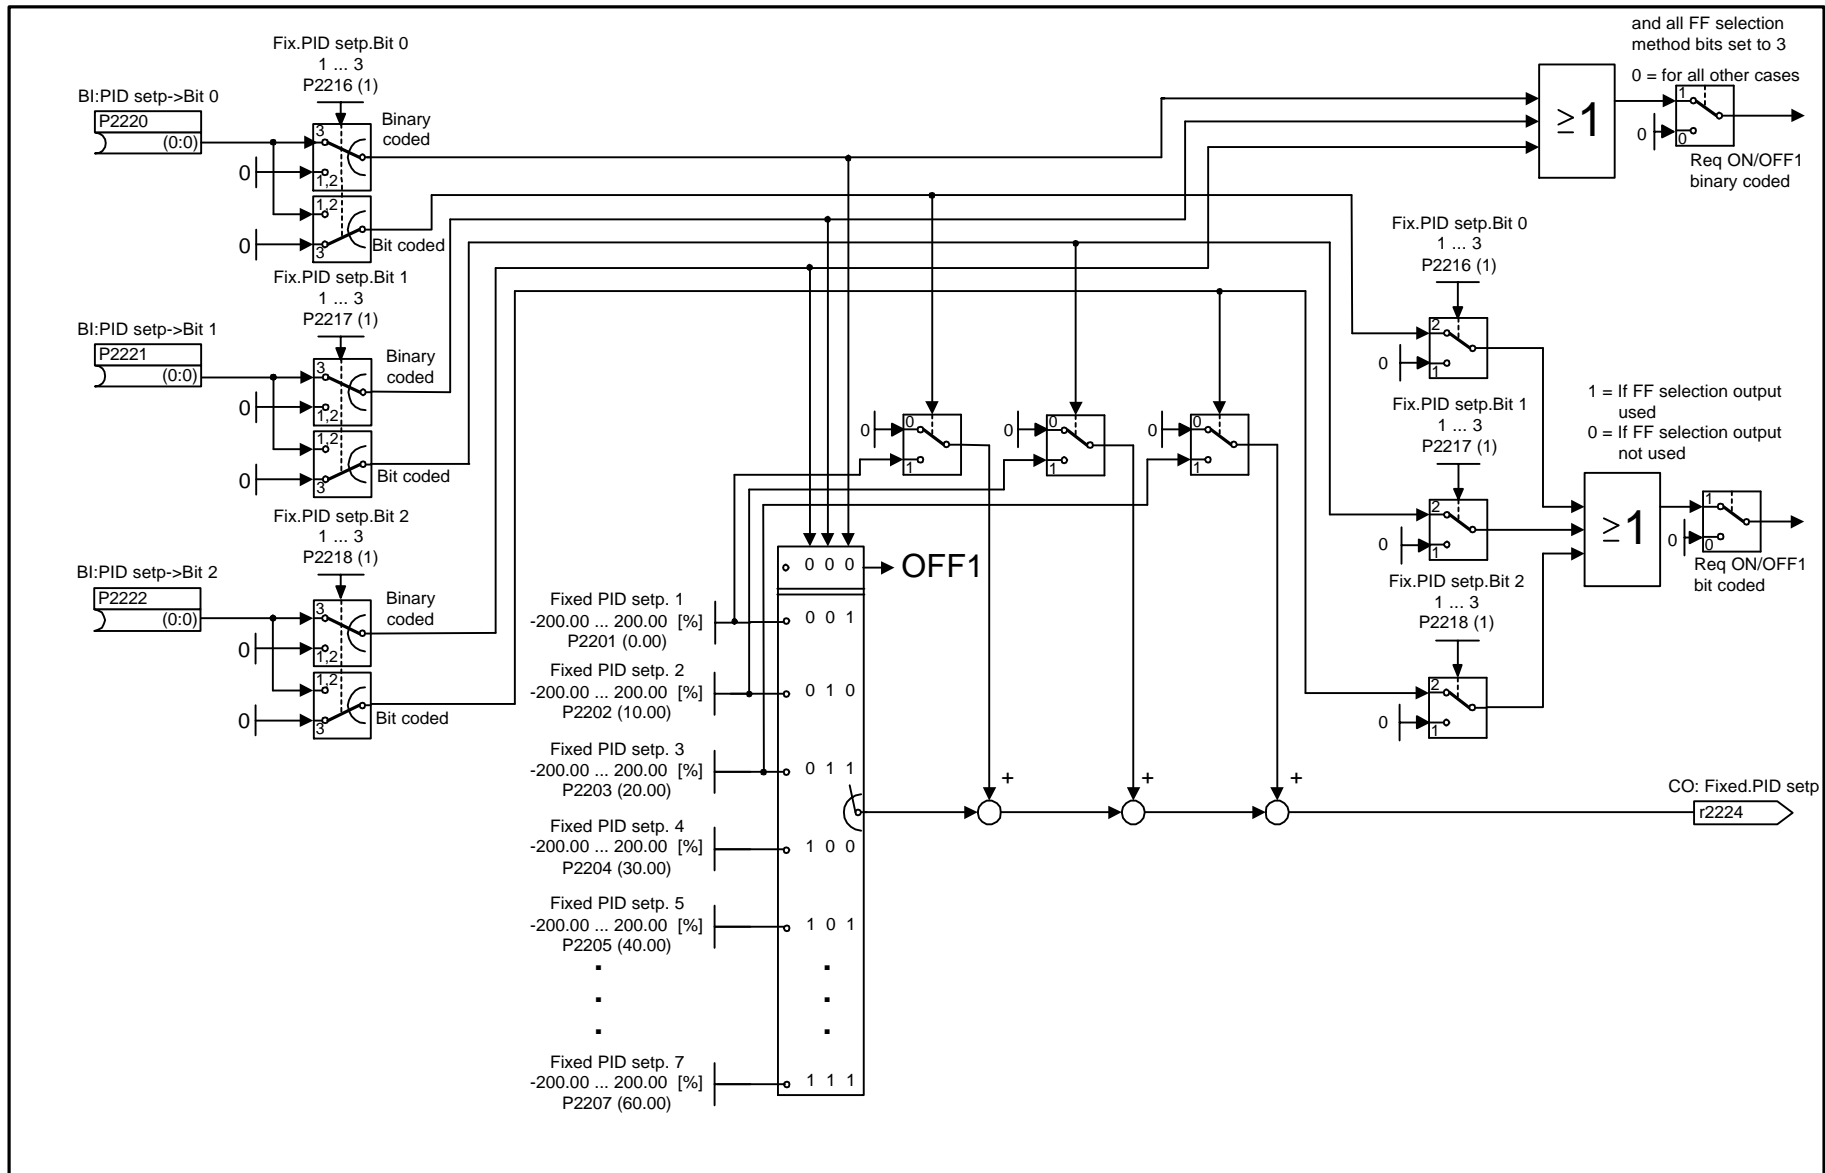 Fix.PID setp.Bit 0
1 ... 3
P2216 (1)
BI:PID setp->Bit 0
P2220
(0:0)
3
Binary
coded
0
1,2
1,2
0
3
Bit coded
Fix.PID setp.Bit 1
1 ... 3
P2217 (1)
BI:PID setp->Bit 1
P2221
(0:0)
3
Binary
coded
0
1,2
1,2
0
3
Bit coded
Fix.PID setp.Bit 2
1 ... 3
P2218 (1)
BI:PID setp->Bit 2
P2222
(0:0)
3
Binary
coded
0
1,2
1,2
0
3
Bit coded
and all FF selection
method bits set to 3
0 = for all other cases
≥1
1
0
0
Req ON/OFF1
binary coded
Fix.PID setp.Bit 0
1 ... 3
P2216 (1)
2
0
1
Fix.PID setp.Bit 1
1 ... 3
P2217 (1)
2
0
1
Fix.PID setp.Bit 2
1 ... 3
P2218 (1)
2
0
1
1 = If FF selection output
used
0 = If FF selection output
not used
≥1
1
0
0
Req ON/OFF1
bit coded
0
0
1
0
0
1
0
0
1
0 0 0
OFF1
Fixed PID setp. 1
-200.00 ... 200.00 [%]
P2201 (0.00)
0 0 1
Fixed PID setp. 2
-200.00 ... 200.00 [%]
P2202 (10.00)
0 1 0
Fixed PID setp. 3
-200.00 ... 200.00 [%]
P2203 (20.00)
0 1 1
Fixed PID setp. 4
-200.00 ... 200.00 [%]
P2204 (30.00)
1 0 0
Fixed PID setp. 5
-200.00 ... 200.00 [%]
P2205 (40.00)
1 0 1
Fixed PID setp. 7
-200.00 ... 200.00 [%]
P2207 (60.00)
1 1 1
+
+
+
CO: Fixed.PID setp
r2224